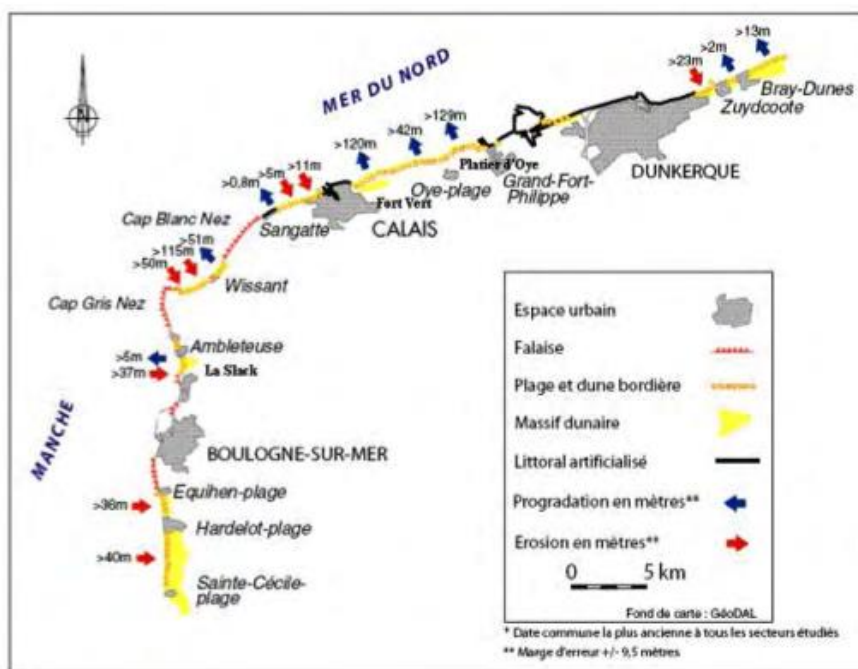 >13m
>2m
>23m
MER DU NORD
Bray-Dunes
Zuydcoote
>129m
>42m
>120m
DUNKERQUE
Platier d'Oye
Grand-Fort-
Philippe
Oye-plage
>11m
>5m
>0,8m
Fort Vert
Cap Blanc Nez
Sangatte
CALAIS
>51m
>115m
>50m
Wissant
Cap Gris Nez
Ambleteuse
>5m
>37m
La Slack
MANCHE
BOULOGNE-SUR-MER
Equihen-plage
>36m
Hardelot-plage
>40m
Sainte-Cécile-
plage
N
Espace urbain
Falaise
Plage et dune bordière
Massif dunaire
Littoral artificialisé
Progradation en mètres**
Erosion en mètres**
0 5 km
Fond de carte : GéoDAL
* Date commune la plus ancienne à tous les secteurs étudiés
** Marge d'erreur +/- 9,5 mètres